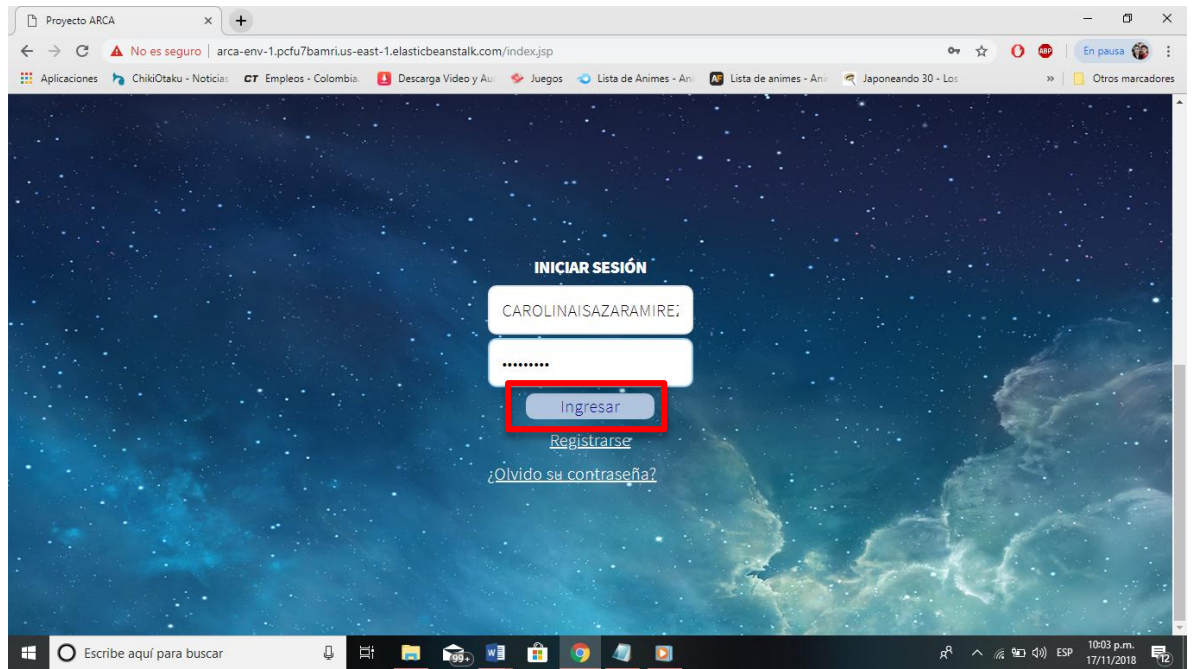 Proyecto ARCA
No es seguro | arca-env-1.pcfu7bamri.us-east-1.elasticbeanstalk.com/index.jsp
ABP
En pausa
Aplicaciones
ChikiOtaku - Noticias
CT Empleos - Colombia
Descarga Video y Au
Juegos
Lista de Animes - An
AF Lista de animes - Ani
Japoneando 30 - Los
»
Otros marcadores
INICIAR SESIÓN
CAROLINAISAZARAMIREZ
•••••••••
Ingresar
Registrarse
¿Olvido su contraseña?
Escribe aquí para buscar
99+
ESP
10:03 p.m.
17/11/2018
12